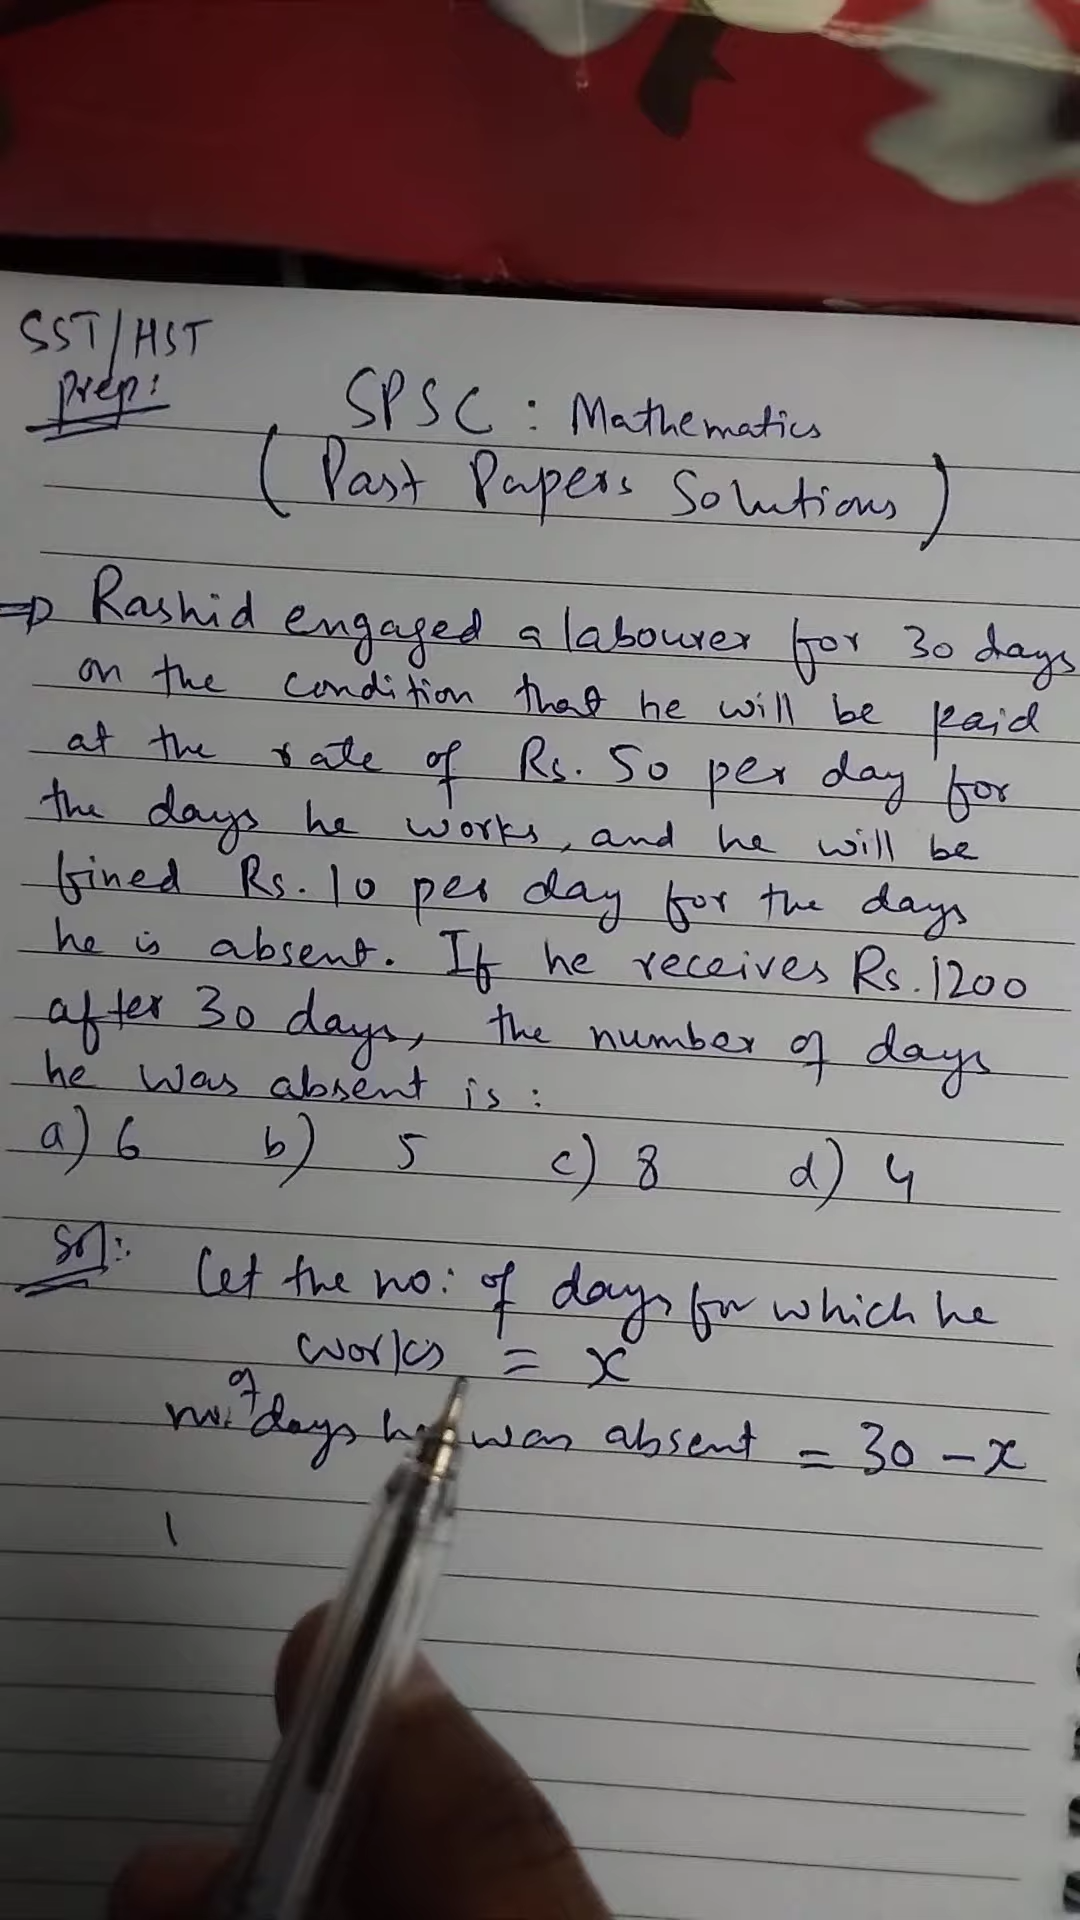 SST/HST
Prep:
SPSC : Mathematics
(Past Papers Solutions)
⇒ Rashid engaged a labourer for 30 days
on the condition that he will be paid
at the rate of Rs. 50 per day for
the days he works, and he will be
fined Rs. 10 per day for the days
he is absent. If he receives Rs. 1200
after 30 days, the number of days
he was absent is:
a) 6 b) 5 c) 8 d) 4
Sol:
Let the no: of days for which he
works = x
no: of days he was absent = 30 - x